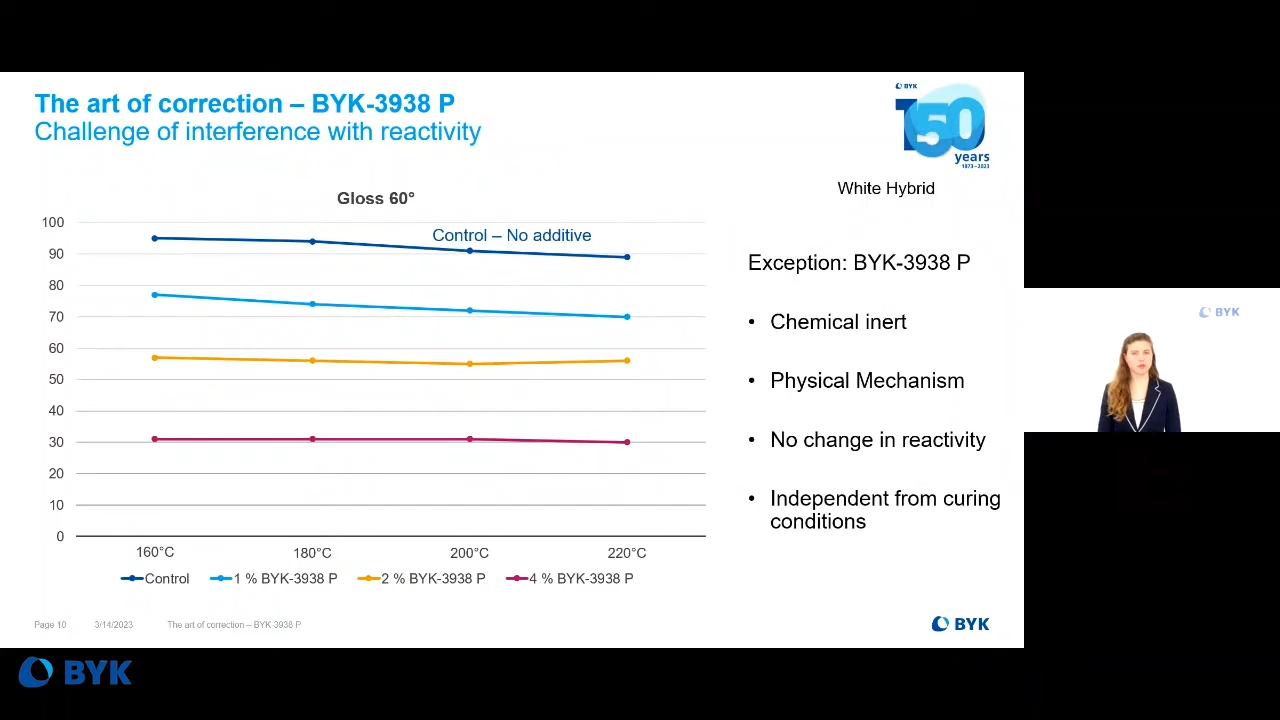 The art of correction – BYK-3938 P
Challenge of interference with reactivity
BYK
150
years
1873–2023
White Hybrid
Gloss 60°
100
90
80
70
60
50
40
30
20
10
0
Control – No additive
160°C
180°C
200°C
220°C
Control
1 % BYK-3938 P
2 % BYK-3938 P
4 % BYK-3938 P
Exception: BYK-3938 P
• Chemical inert
• Physical Mechanism
• No change in reactivity
• Independent from curing
conditions
Page 10
3/14/2023
The art of correction – BYK-3938 P
BYK
BYK
BYK